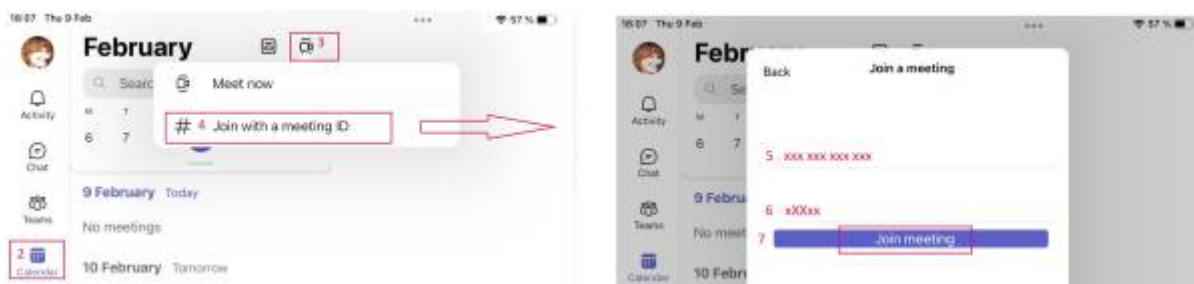 16:07 Thu 9 Feb
57 %
February
3
Searc
Meet now
Activity
M T
# 4 Join with a meeting ID
6 7
Chat
9 February Today
Teams
No meetings
2
Calendar
10 February Tomorrow
16:07 Thu 9 Feb
57 %
Febr
Back
Join a meeting
Se
Activity
M T
6 7
5 xxx xxx xxx xxx
Chat
9 Februa
6 xXXxx
Teams
No meet
7 Join meeting
Calendar
10 Febru